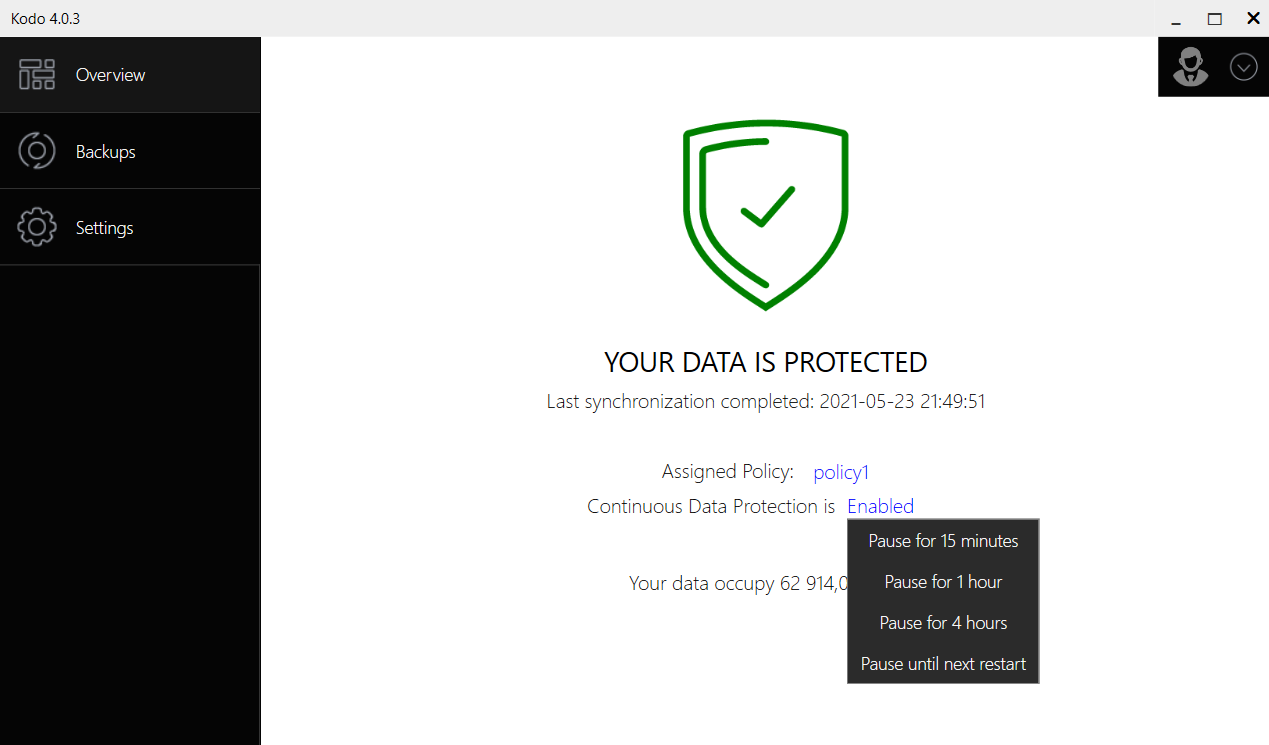 Kodo 4.0.3
Overview
Backups
Settings
YOUR DATA IS PROTECTED
Last synchronization completed: 2021-05-23 21:49:51
Assigned Policy: policy1
Continuous Data Protection is Enabled
Pause for 15 minutes
Pause for 1 hour
Your data occupy 62 914,0
Pause for 4 hours
Pause until next restart